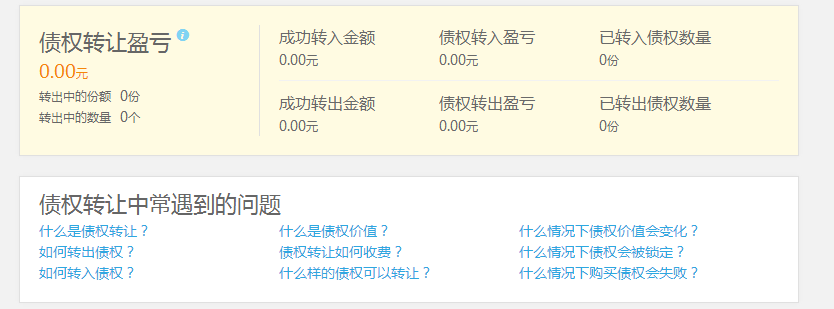 债权转让盈亏
0.00元
转出中的份额 0份
转出中的数量 0个
成功转入金额 债权转入盈亏 已转入债权数量
0.00元 0.00元 0份
成功转出金额 债权转出盈亏 已转出债权数量
0.00元 0.00元 0份
债权转让中常遇到的问题
什么是债权转让？ 什么是债权价值？ 什么情况下债权价值会变化？
如何转出债权？ 债权转让如何收费？ 什么情况下债权会被锁定？
如何转入债权？ 什么样的债权可以转让？ 什么情况下购买债权会失败？